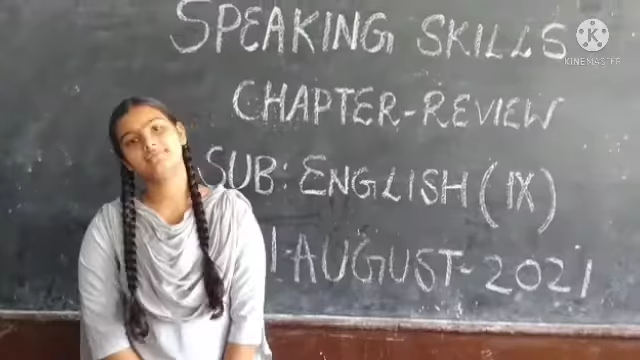 SPEAKING SKILLS
K
KINEMASTER
CHAPTER-REVIEW
SUB: ENGLISH (IX)
1-AUGUST-2021